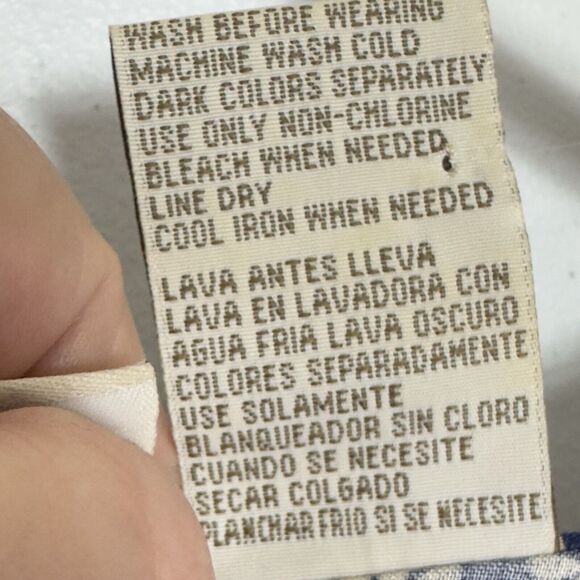 WASH BEFORE WEARING
MACHINE WASH COLD
DARK COLORS SEPARATELY
USE ONLY NON-CHLORINE
BLEACH WHEN NEEDED
LINE DRY
COOL IRON WHEN NEEDED
LAVA ANTES LLEVA
LAVA EN LAVADORA CON
AGUA FRIA LAVA OSCURO
COLORES SEPARADAMENTE
USE SOLAMENTE
BLANQUEADOR SIN CLORO
CUANDO SE NECESITE
SECAR COLGADO
PLANCHAR FRIO SI SE NECESITE